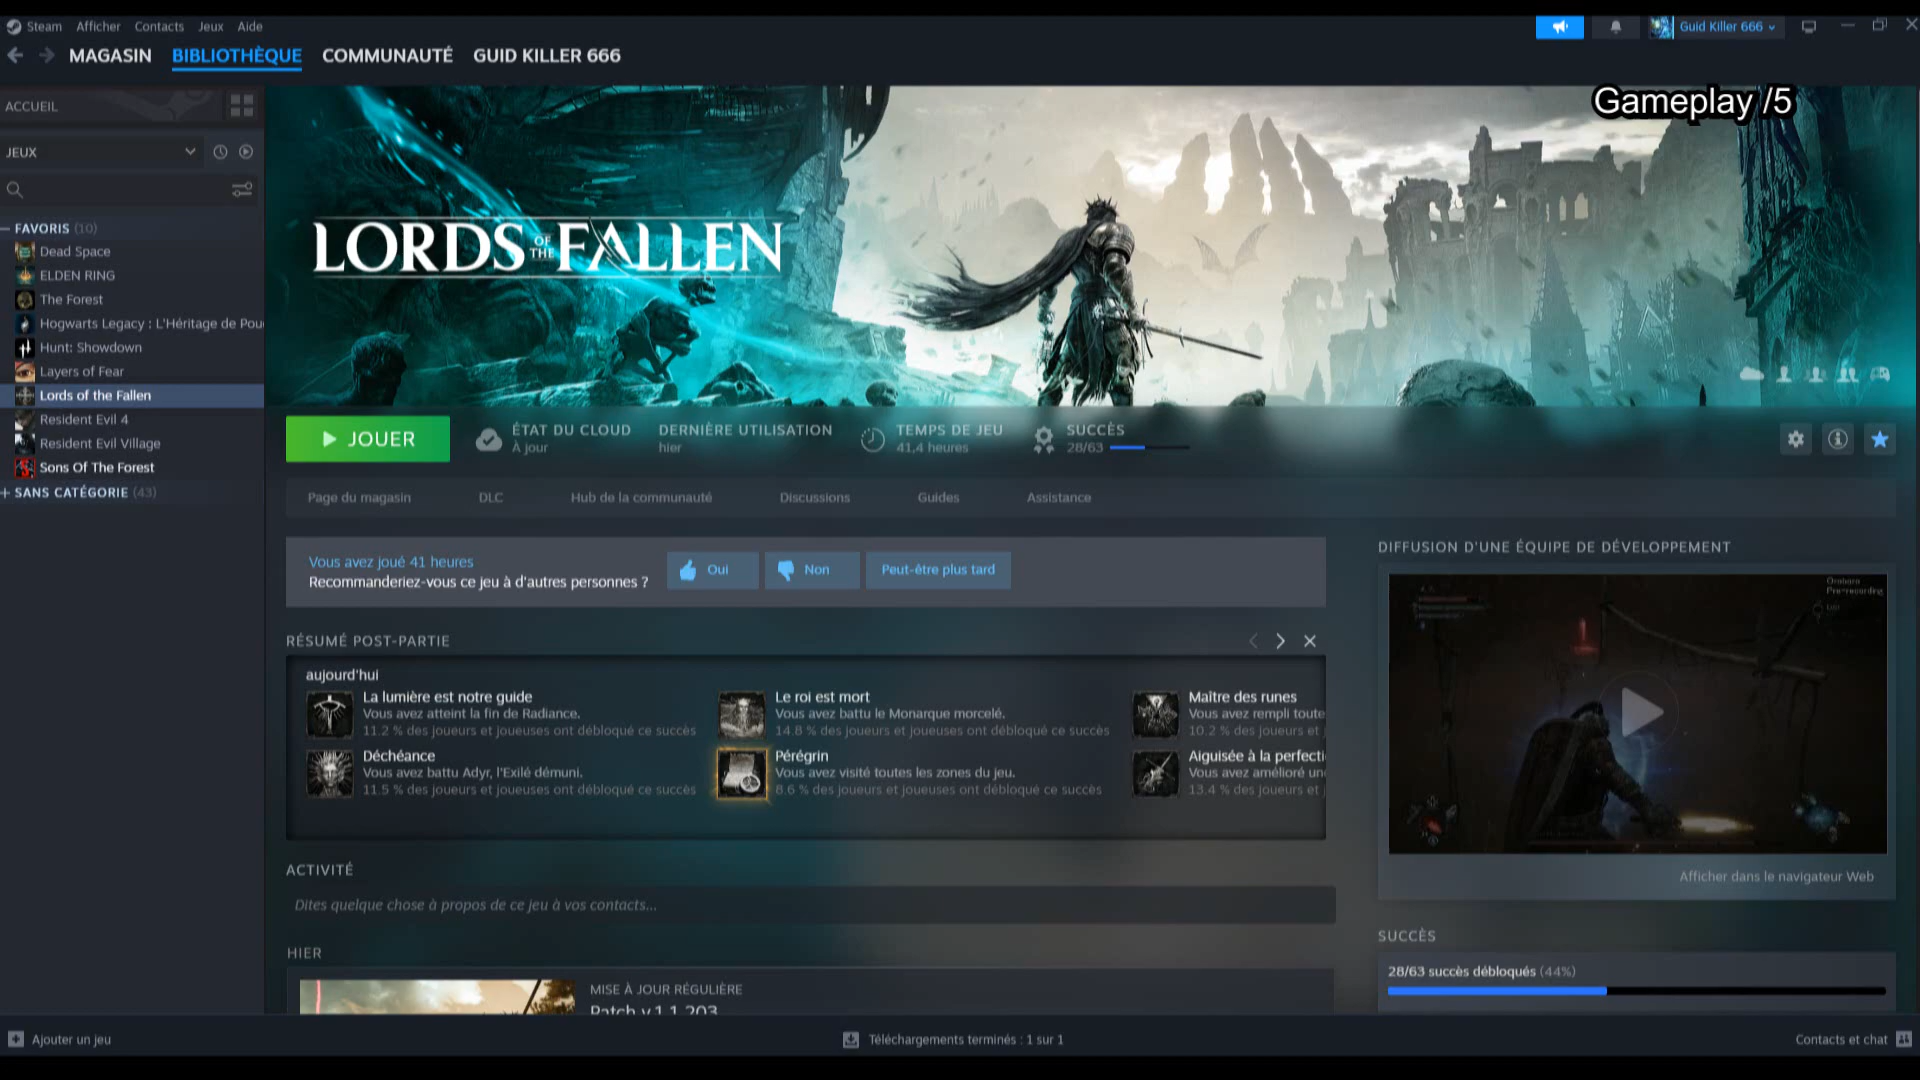 Steam Afficher Contacts Jeux Aide
Guid Killer 666
MAGASIN BIBLIOTHÈQUE COMMUNAUTÉ GUID KILLER 666
ACCUEIL
Gameplay /5
JEUX
LORDS OF THE FALLEN
FAVORIS (10)
Dead Space
ELDEN RING
The Forest
Hogwarts Legacy : L'Héritage de Pou
Hunt: Showdown
Layers of Fear
Lords of the Fallen
Resident Evil 4
Resident Evil Village
Sons Of The Forest
SANS CATÉGORIE (43)
JOUER
ÉTAT DU CLOUD
À jour
DERNIÈRE UTILISATION
hier
TEMPS DE JEU
41,4 heures
SUCCÈS
28/63
Page du magasin DLC Hub de la communauté Discussions Guides Assistance
Vous avez joué 41 heures
Recommanderiez-vous ce jeu à d'autres personnes ?
Oui Non Peut-être plus tard
RÉSUMÉ POST-PARTIE
aujourd'hui
La lumière est notre guide
Vous avez atteint la fin de Radiance.
11.2 % des joueurs et joueuses ont débloqué ce succès
Le roi est mort
Vous avez battu le Monarque morcelé.
14.8 % des joueurs et joueuses ont débloqué ce succès
Maître des runes
Vous avez rempli toute
10.2 % des joueurs et j
Déchéance
Vous avez battu Adyr, l'Exilé démuni.
11.5 % des joueurs et joueuses ont débloqué ce succès
Pérégrin
Vous avez visité toutes les zones du jeu.
8.6 % des joueurs et joueuses ont débloqué ce succès
Aiguisée à la perfecti
Vous avez amélioré un
13.4 % des joueurs et j
ACTIVITÉ
Dites quelque chose à propos de ce jeu à vos contacts...
HIER
MISE À JOUR RÉGULIÈRE
Patch v.1.1.203
DIFFUSION D'UNE ÉQUIPE DE DÉVELOPPEMENT
Pre-recording
Afficher dans le navigateur Web
SUCCÈS
28/63 succès débloqués (44%)
Ajouter un jeu
Téléchargements terminés : 1 sur 1
Contacts et chat